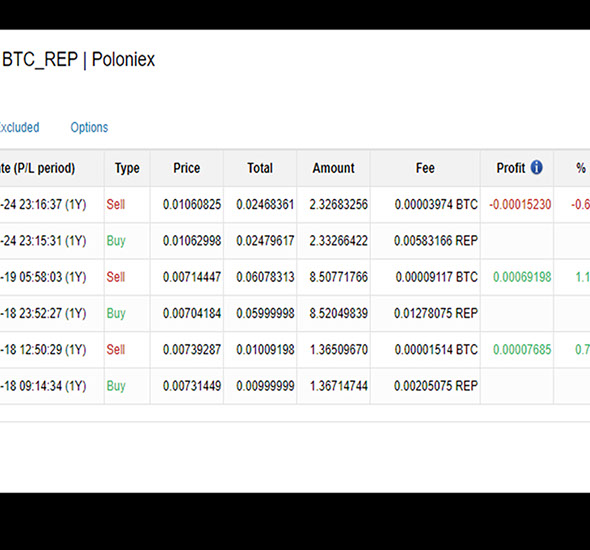 BTC_REP | Poloniex
xcluded Options
te (P/L period) Type Price Total Amount Fee Profit i %
-24 23:16:37 (1Y) Sell 0.01060825 0.02468361 2.32683256 0.00003974 BTC -0.00015230 -0.6
-24 23:15:31 (1Y) Buy 0.01062998 0.02479617 2.33266422 0.00583166 REP
-19 05:58:03 (1Y) Sell 0.00714447 0.06078313 8.50771766 0.00009117 BTC 0.00069198 1.1
-18 23:52:27 (1Y) Buy 0.00704184 0.05999998 8.52049839 0.01278075 REP
-18 12:50:29 (1Y) Sell 0.00739287 0.01009198 1.36509670 0.00001514 BTC 0.00007685 0.7
-18 09:14:34 (1Y) Buy 0.00731449 0.00999999 1.36714744 0.00205075 REP